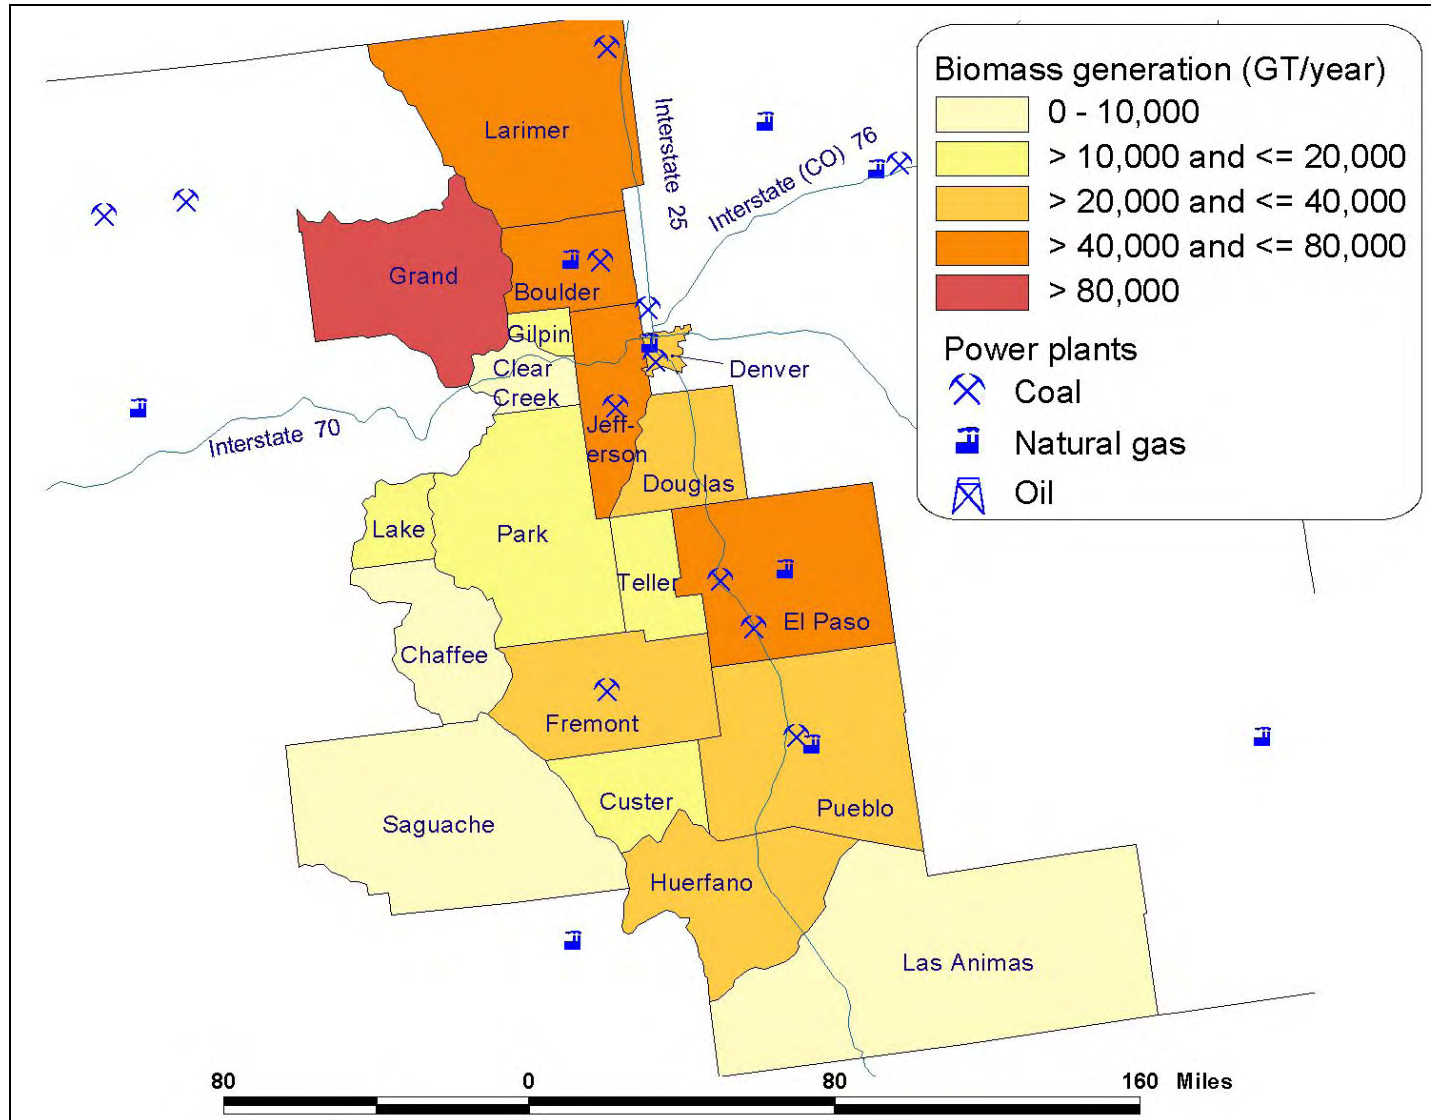 Biomass generation (GT/year)
0 - 10,000
> 10,000 and <= 20,000
> 20,000 and <= 40,000
> 40,000 and <= 80,000
> 80,000
Power plants
Coal
Natural gas
Oil
Larimer
Interstate 25
Interstate (CO) 76
Grand
Boulder
Gilpin
Clear
Creek
Denver
Jeff-
erson
Interstate 70
Douglas
Lake
Park
Teller
El Paso
Chaffee
Fremont
Custer
Pueblo
Saguache
Huerfano
Las Animas
80 0 80 160 Miles